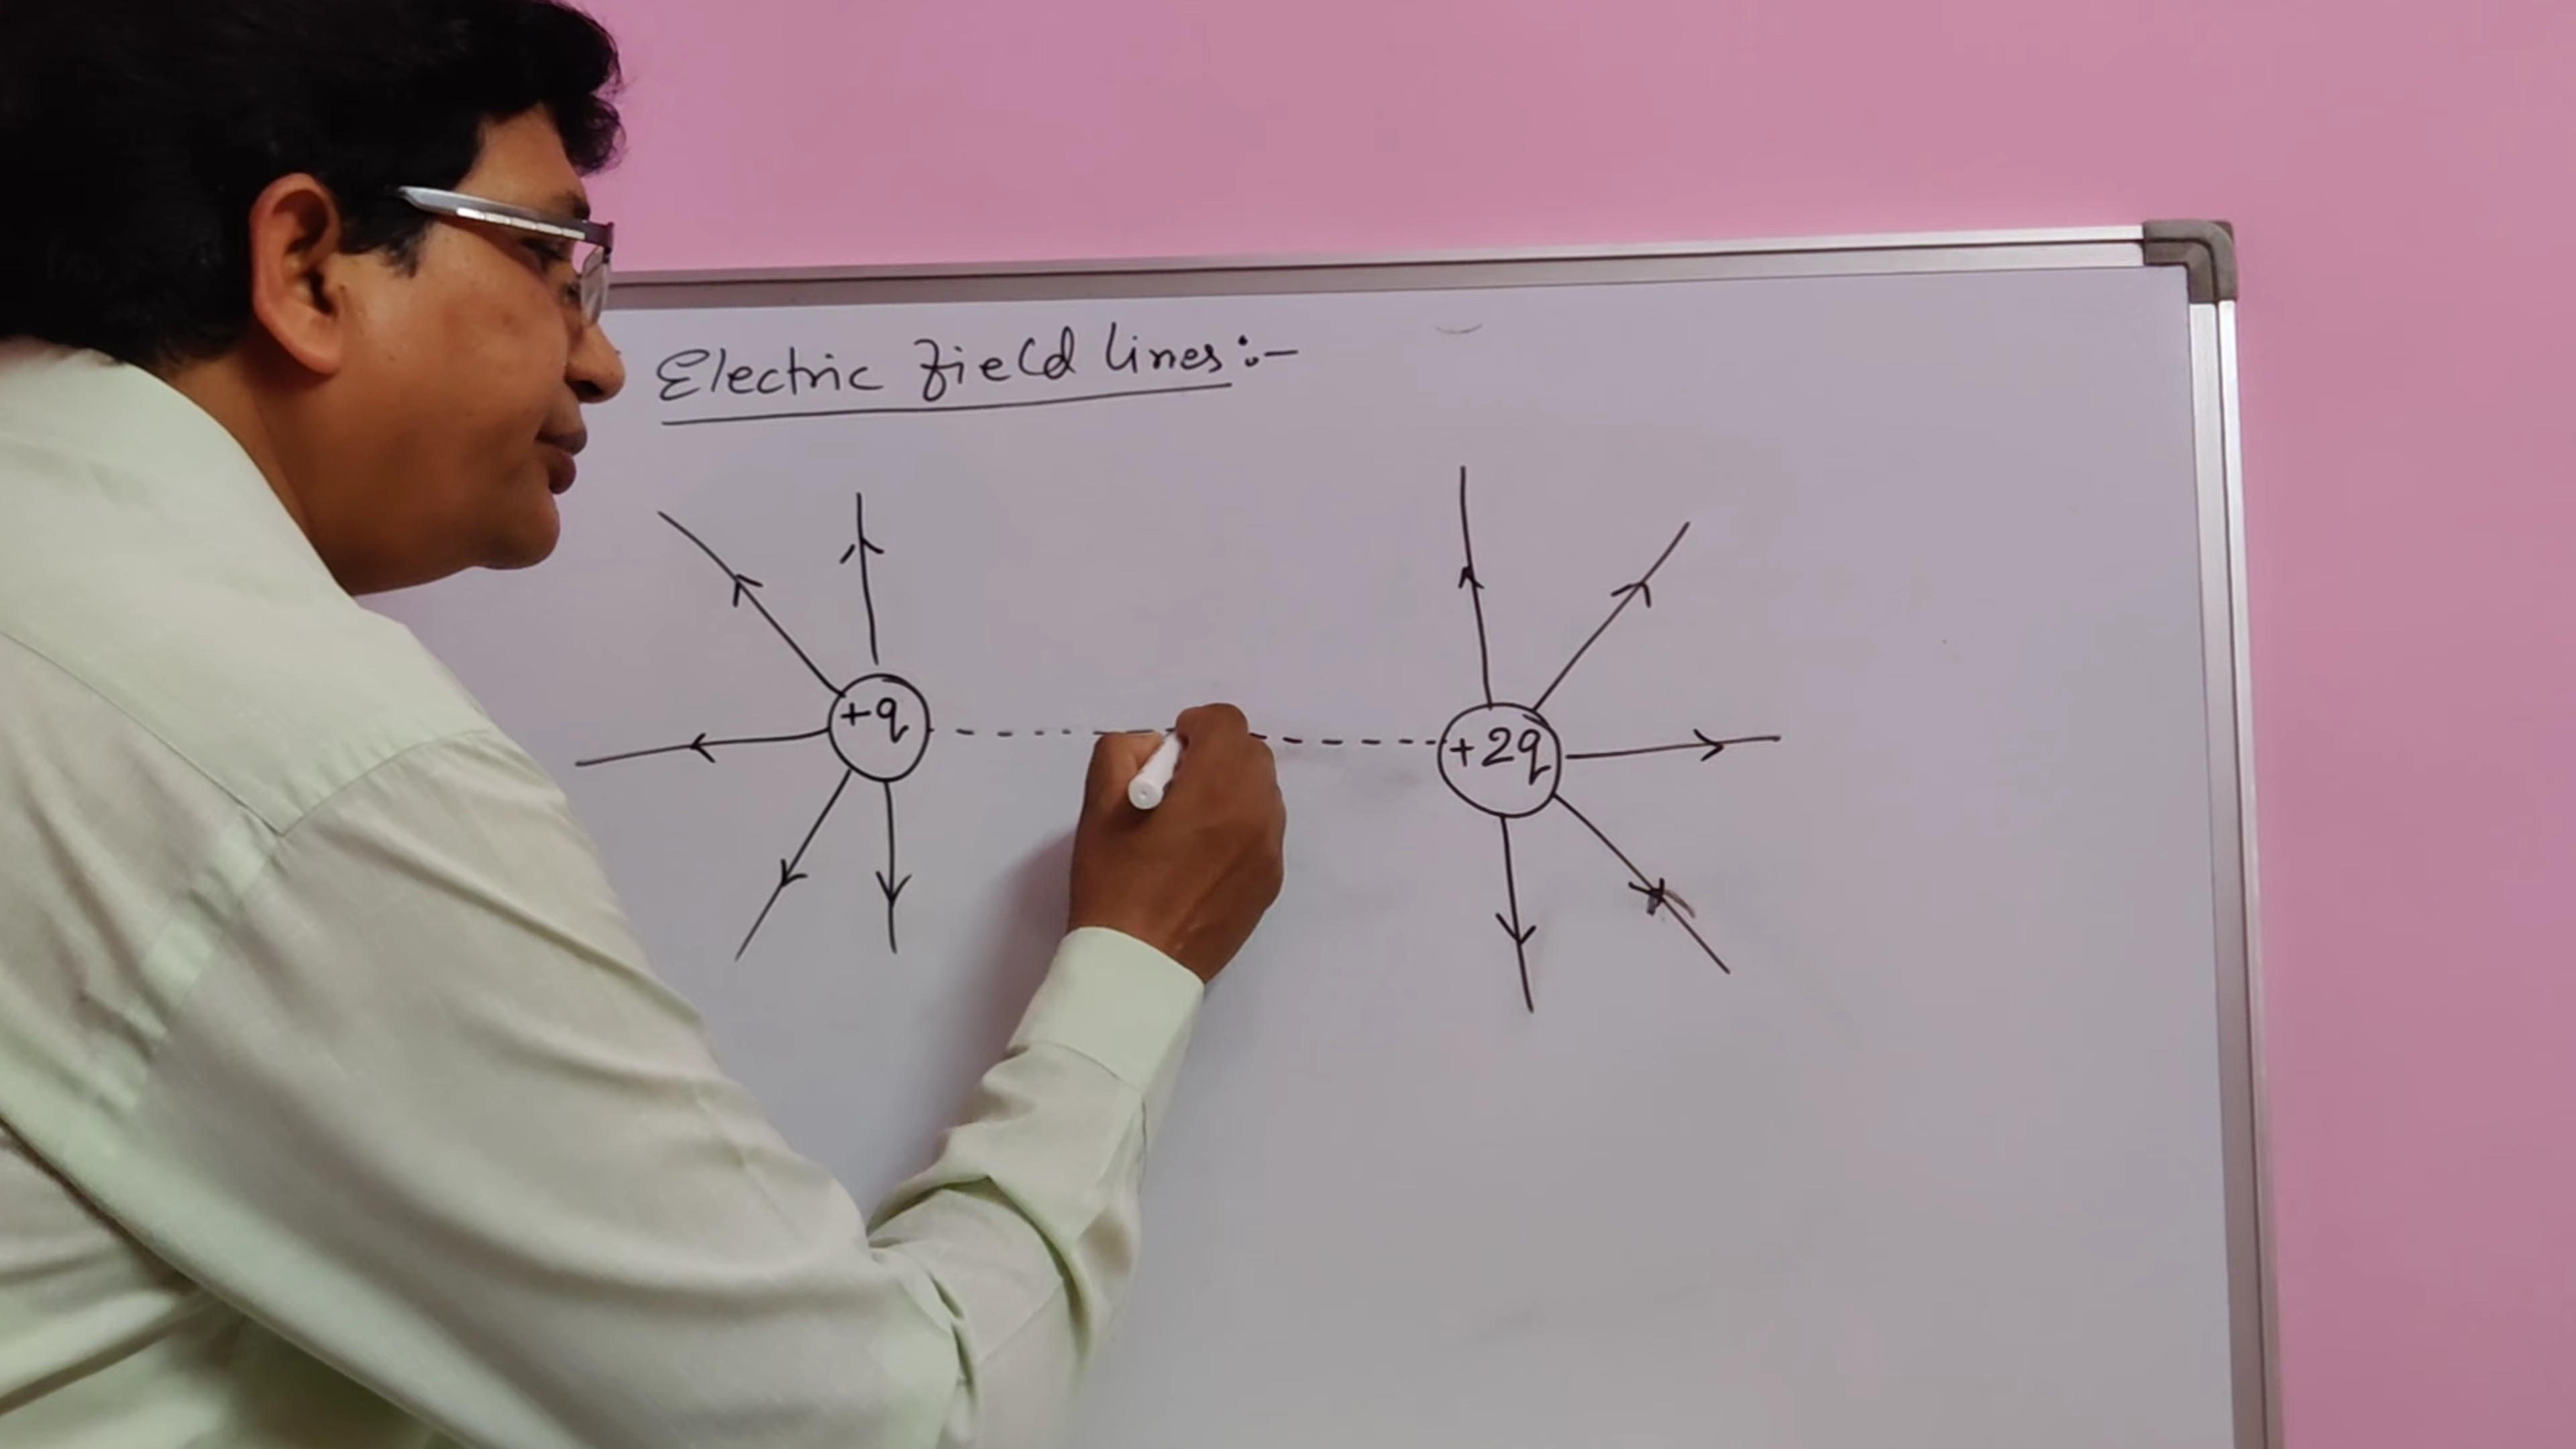 Electric field lines :-
+q
+2q